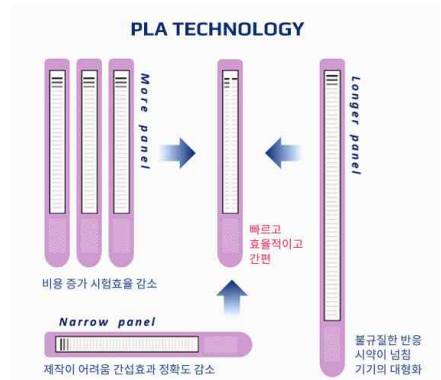 PLA TECHNOLOGY
More panel
Longer panel
빠르고
효율적이고
간편
비용 증가 시험효율 감소
Narrow panel
제작이 어려움 간섭효과 정확도 감소
불규질한 반응
시약이 넘침
기기의 대형화